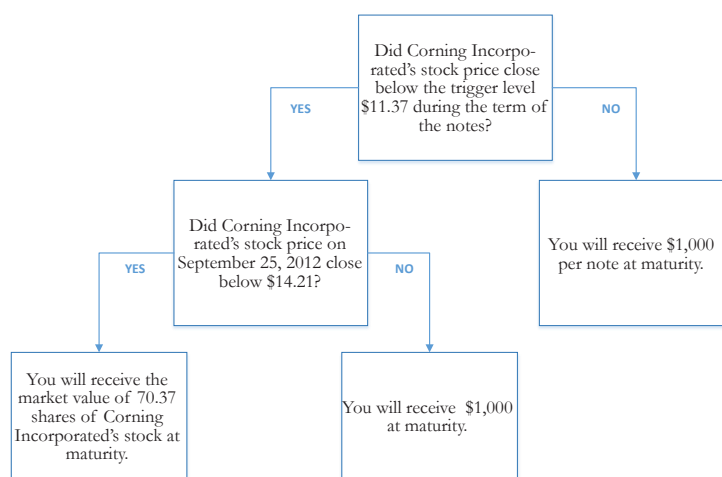 Did Corning Incorpo-
rated's stock price close
below the trigger level
$11.37 during the term of
the notes?
YES
NO
Did Corning Incorpo-
rated's stock price on
September 25, 2012 close
below $14.21?
You will receive $1,000
per note at maturity.
YES
NO
You will receive the
market value of 70.37
shares of Corning
Incorporated's stock at
maturity.
You will receive $1,000
at maturity.